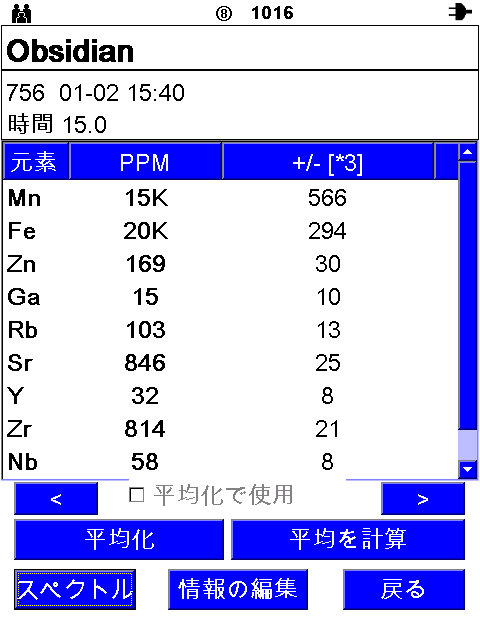 ⑧ 1016
Obsidian
756 01-02 15:40
時間 15.0
元素 PPM +/- [*3]
Mn 15K 566
Fe 20K 294
Zn 169 30
Ga 15 10
Rb 103 13
Sr 846 25
Y 32 8
Zr 814 21
Nb 58 8
< 平均化で使用 >
平均化 平均を計算
スペクトル 情報の編集 戻る